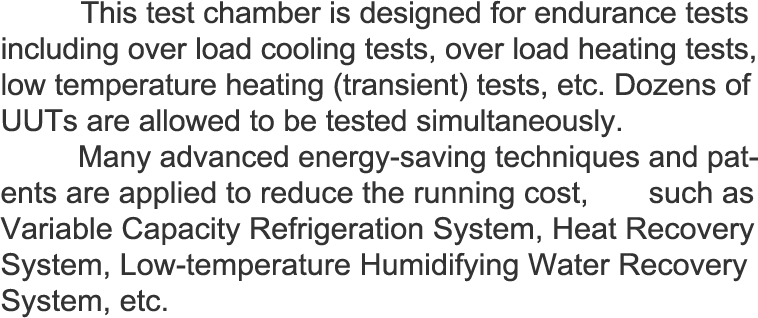 This test chamber is designed for endurance tests
including over load cooling tests, over load heating tests,
low temperature heating (transient) tests, etc. Dozens of
UUTs are allowed to be tested simultaneously.
Many advanced energy-saving techniques and pat-
ents are applied to reduce the running cost, such as
Variable Capacity Refrigeration System, Heat Recovery
System, Low-temperature Humidifying Water Recovery
System, etc.